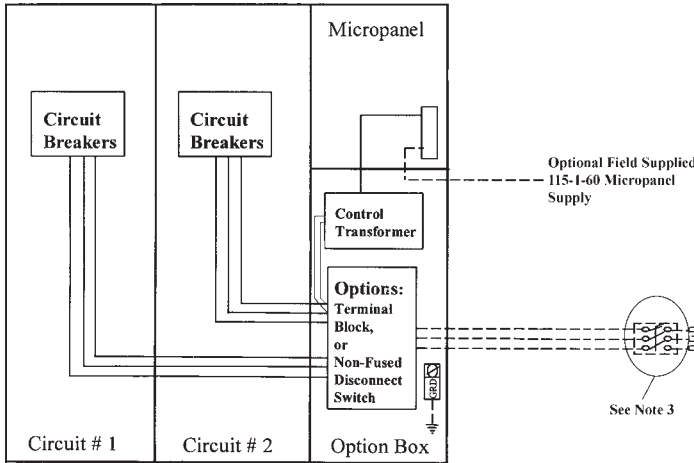 Micropanel
Circuit
Breakers
Circuit
Breakers
Optional Field Supplied
115-1-60 Micropanel
Supply
Control
Transformer
Options:
Terminal
Block,
or
Non-Fused
Disconnect
Switch
GRD
See Note 3
Circuit # 1
Circuit # 2
Option Box